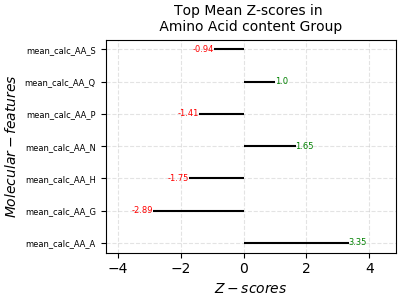 Top Mean Z-scores in
Amino Acid content Group
mean_calc_AA_S
-0.94
mean_calc_AA_Q
1.0
mean_calc_AA_P
-1.41
mean_calc_AA_N
1.65
mean_calc_AA_H
-1.75
mean_calc_AA_G
-2.89
mean_calc_AA_A
3.35
Molecular − features
−4 −2 0 2 4
Z − scores